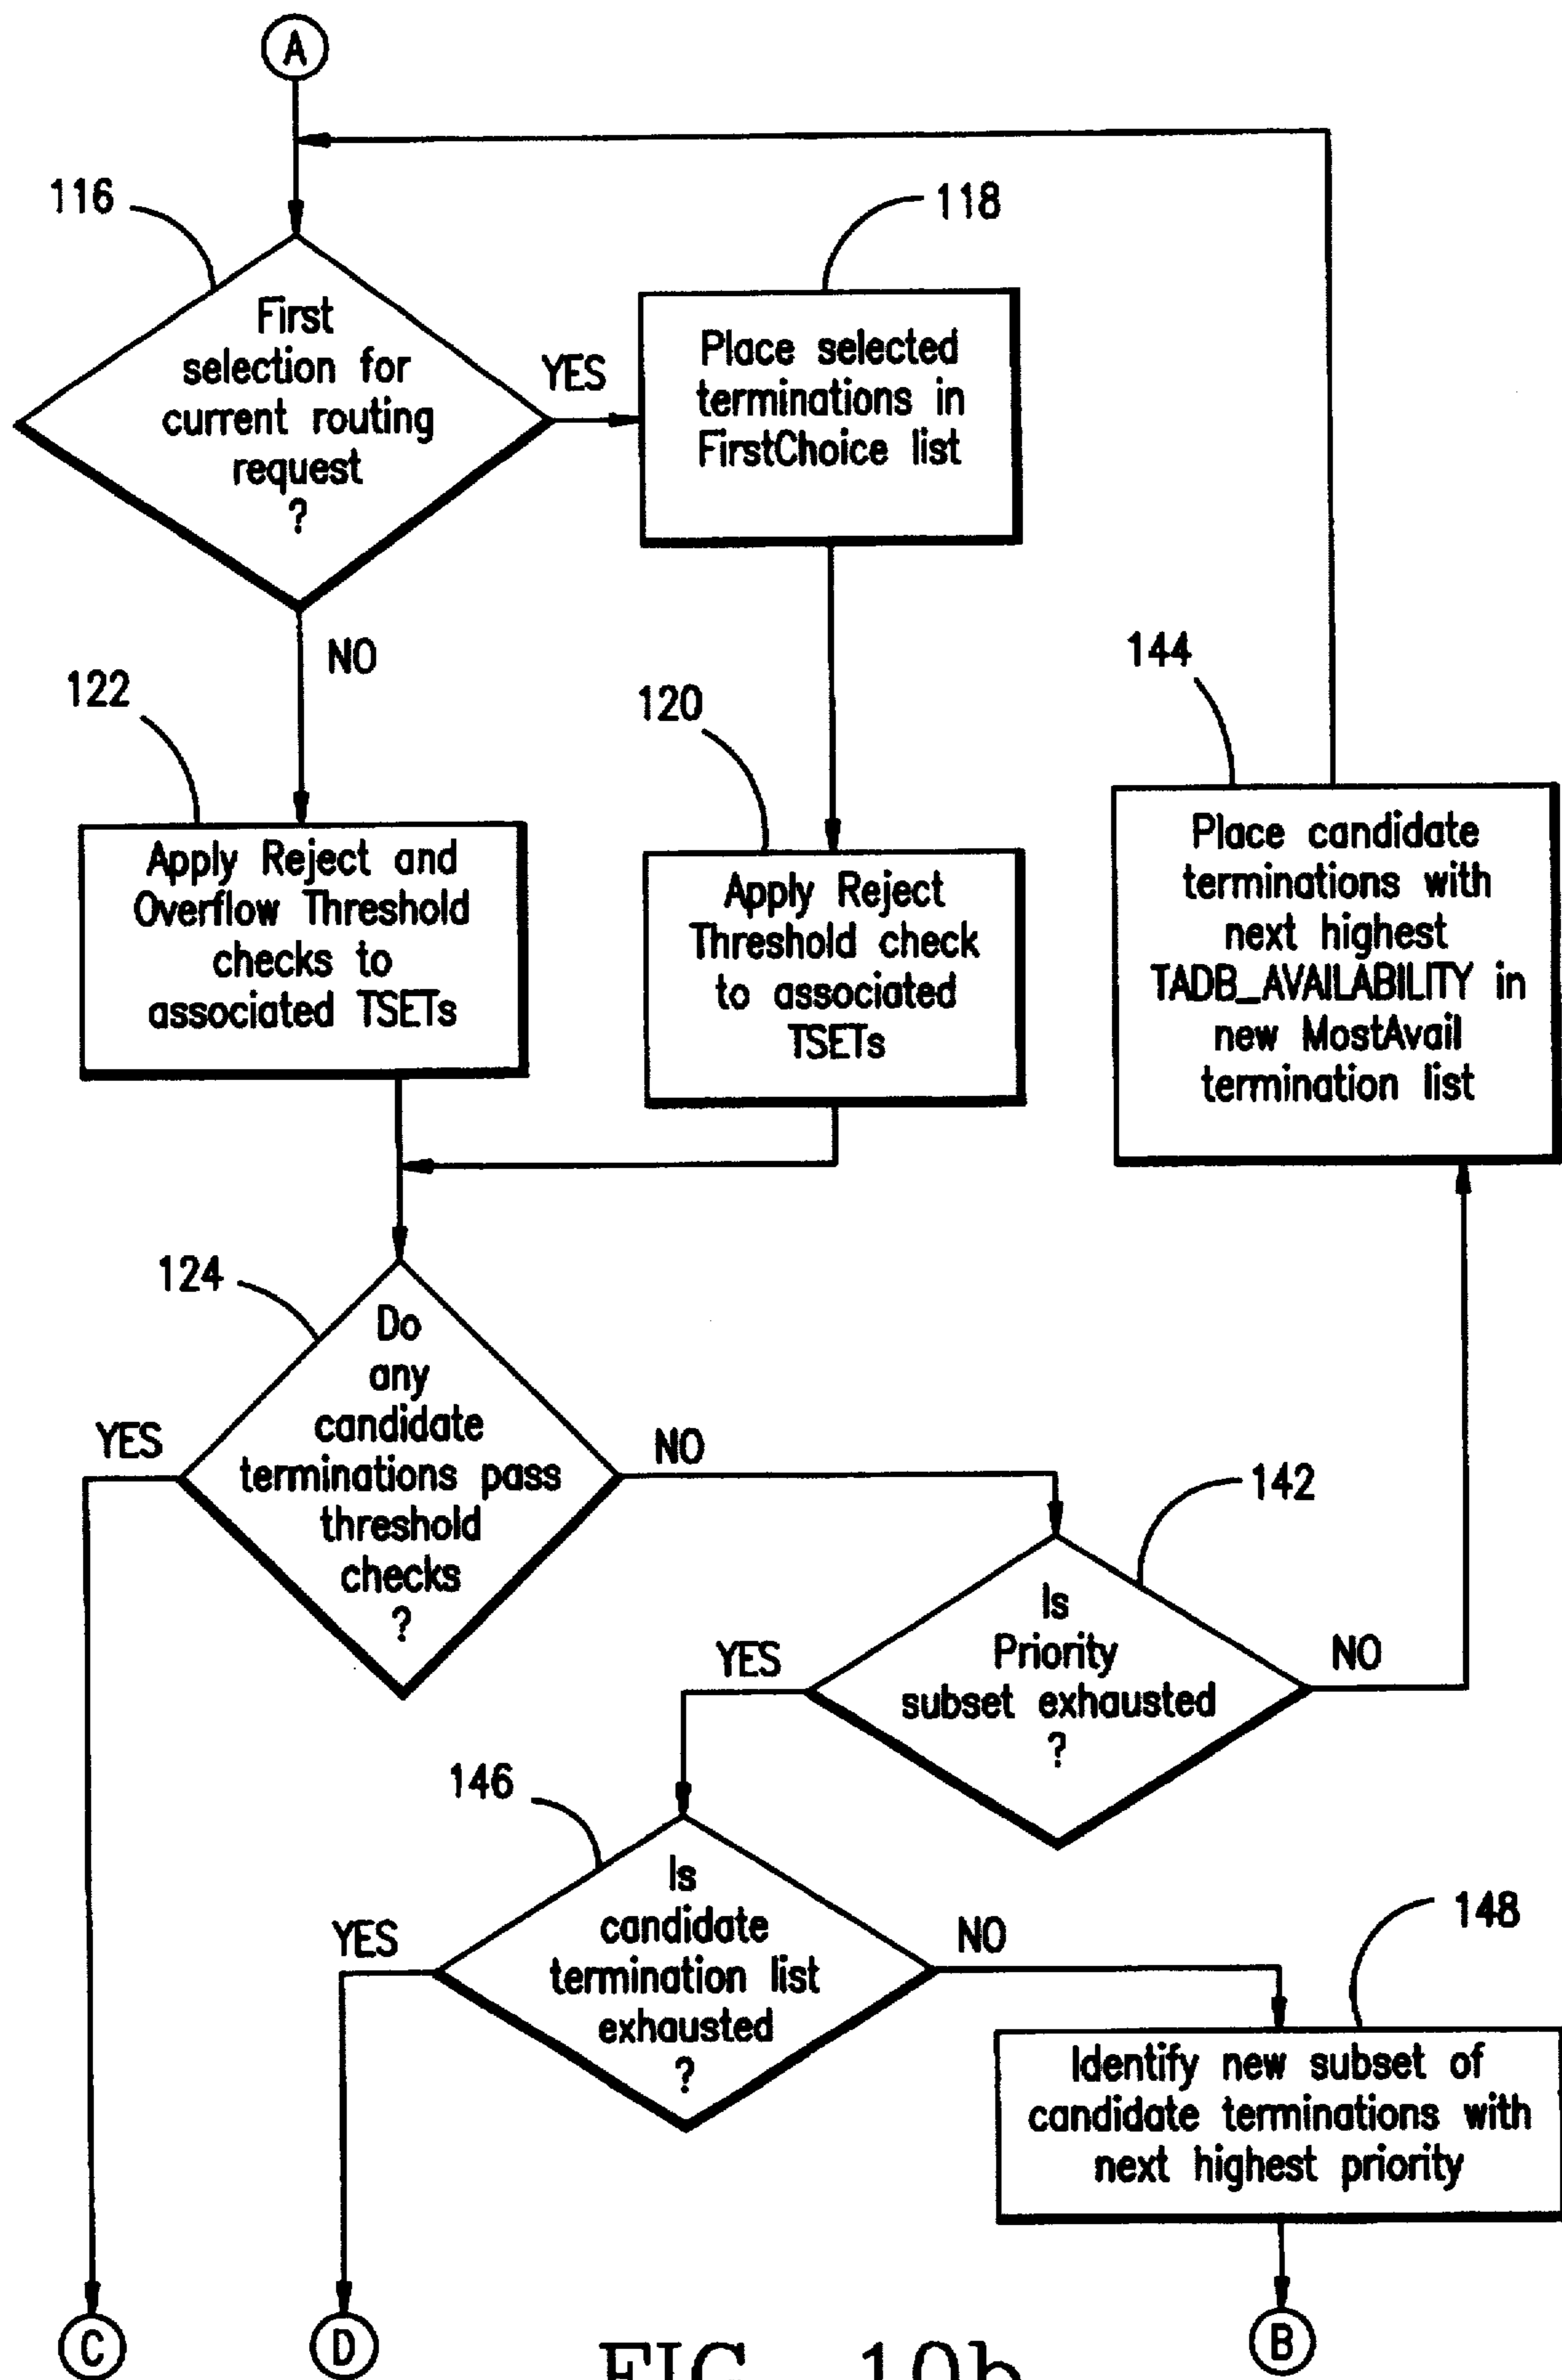 A
116
First
selection for
current routing
request
?
YES
118
Place selected
terminations in
FirstChoice list
NO
122
Apply Reject and
Overflow Threshold
checks to
associated TSETs
120
Apply Reject
Threshold check
to associated
TSETs
144
Place candidate
terminations with
next highest
TADB_AVAILABILITY in
new MostAvail
termination list
124
Do
any
candidate
terminations pass
threshold
checks
?
YES
NO
142
Is
Priority
subset exhausted
?
YES
NO
146
Is
candidate
termination list
exhausted
?
YES
NO
148
Identify new subset of
candidate terminations with
next highest priority
C
D
B
FIG. 10b